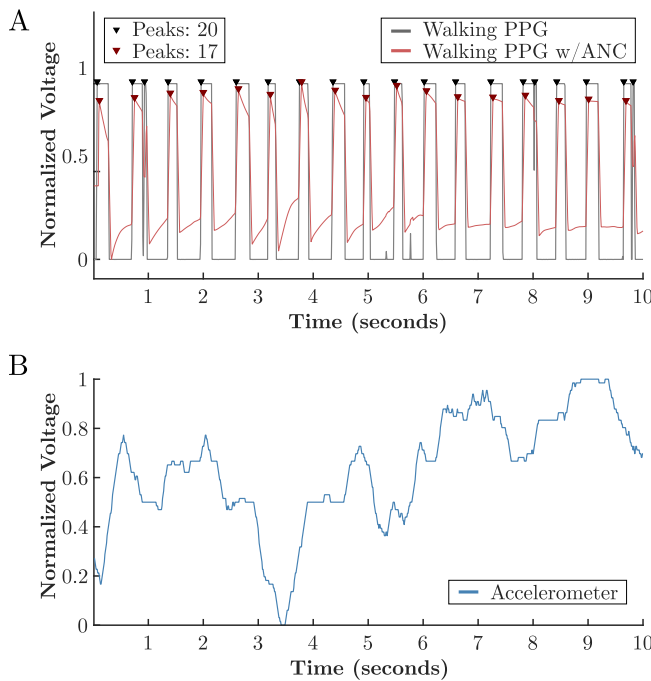 A
Peaks: 20
Peaks: 17
Walking PPG
Walking PPG w/ANC
Normalized Voltage
1
0.5
0
1 2 3 4 5 6 7 8 9 10
Time (seconds)
B
Normalized Voltage
1
0.8
0.6
0.4
0.2
0
Accelerometer
1 2 3 4 5 6 7 8 9 10
Time (seconds)